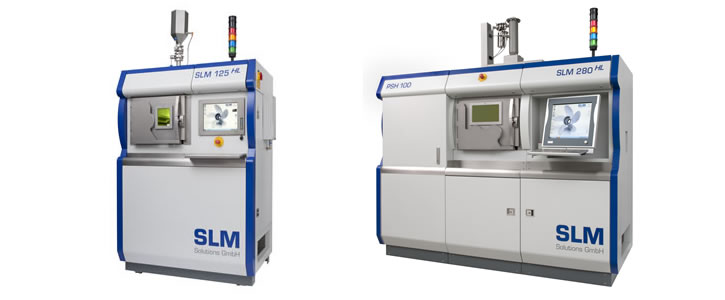 SLM 125 HL
SLM
Solutions GmbH
PSH 100
SLM 280 HL
SLM
Solutions GmbH